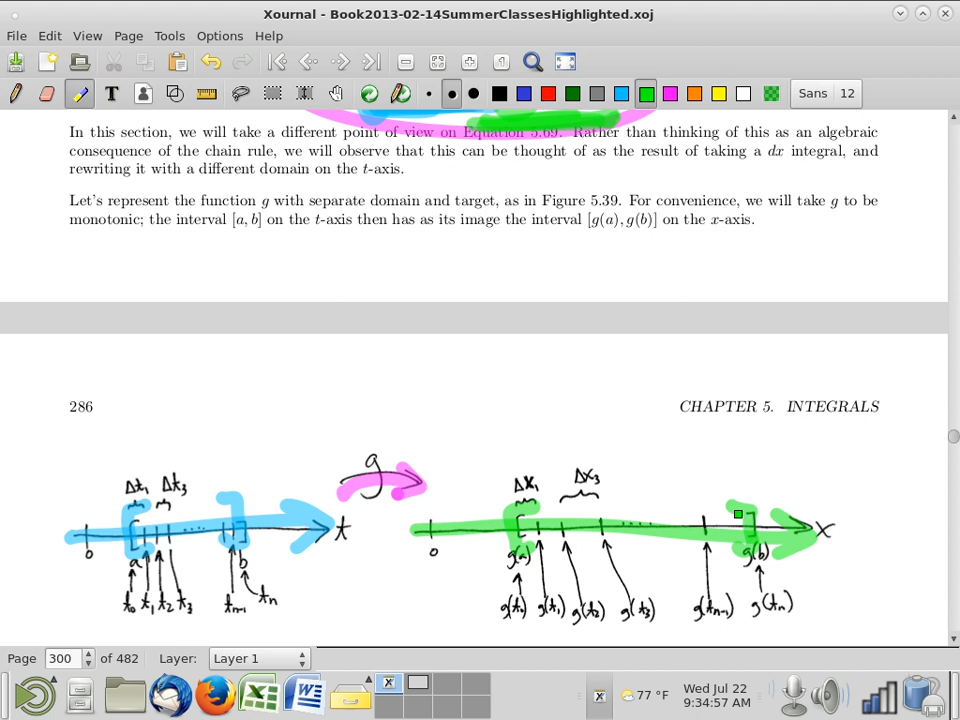 Xournal - Book2013-02-14SummerClassesHighlighted.xoj
File Edit View Page Tools Options Help
Sans 12
In this section, we will take a different point of view on Equation 5.69. Rather than thinking of this as an algebraic
consequence of the chain rule, we will observe that this can be thought of as the result of taking a dx integral, and
rewriting it with a different domain on the t-axis.
Let's represent the function g with separate domain and target, as in Figure 5.39. For convenience, we will take g to be
monotonic; the interval [a, b] on the t-axis then has as its image the interval [g(a), g(b)] on the x-axis.
286 CHAPTER 5. INTEGRALS
g
Δt₁ Δt₃ Δx₁ Δx₃
[ .... ] t [ ..... ] x
0 a b 0 g(a) g(b)
t₀ t₁ t₂ t₃ tₙ₋₁ tₙ g(t₀) g(t₁) g(t₂) g(t₃) g(tₙ₋₁) g(tₙ)
Page 300 of 482 Layer: Layer 1
77 °F Wed Jul 22
9:34:57 AM